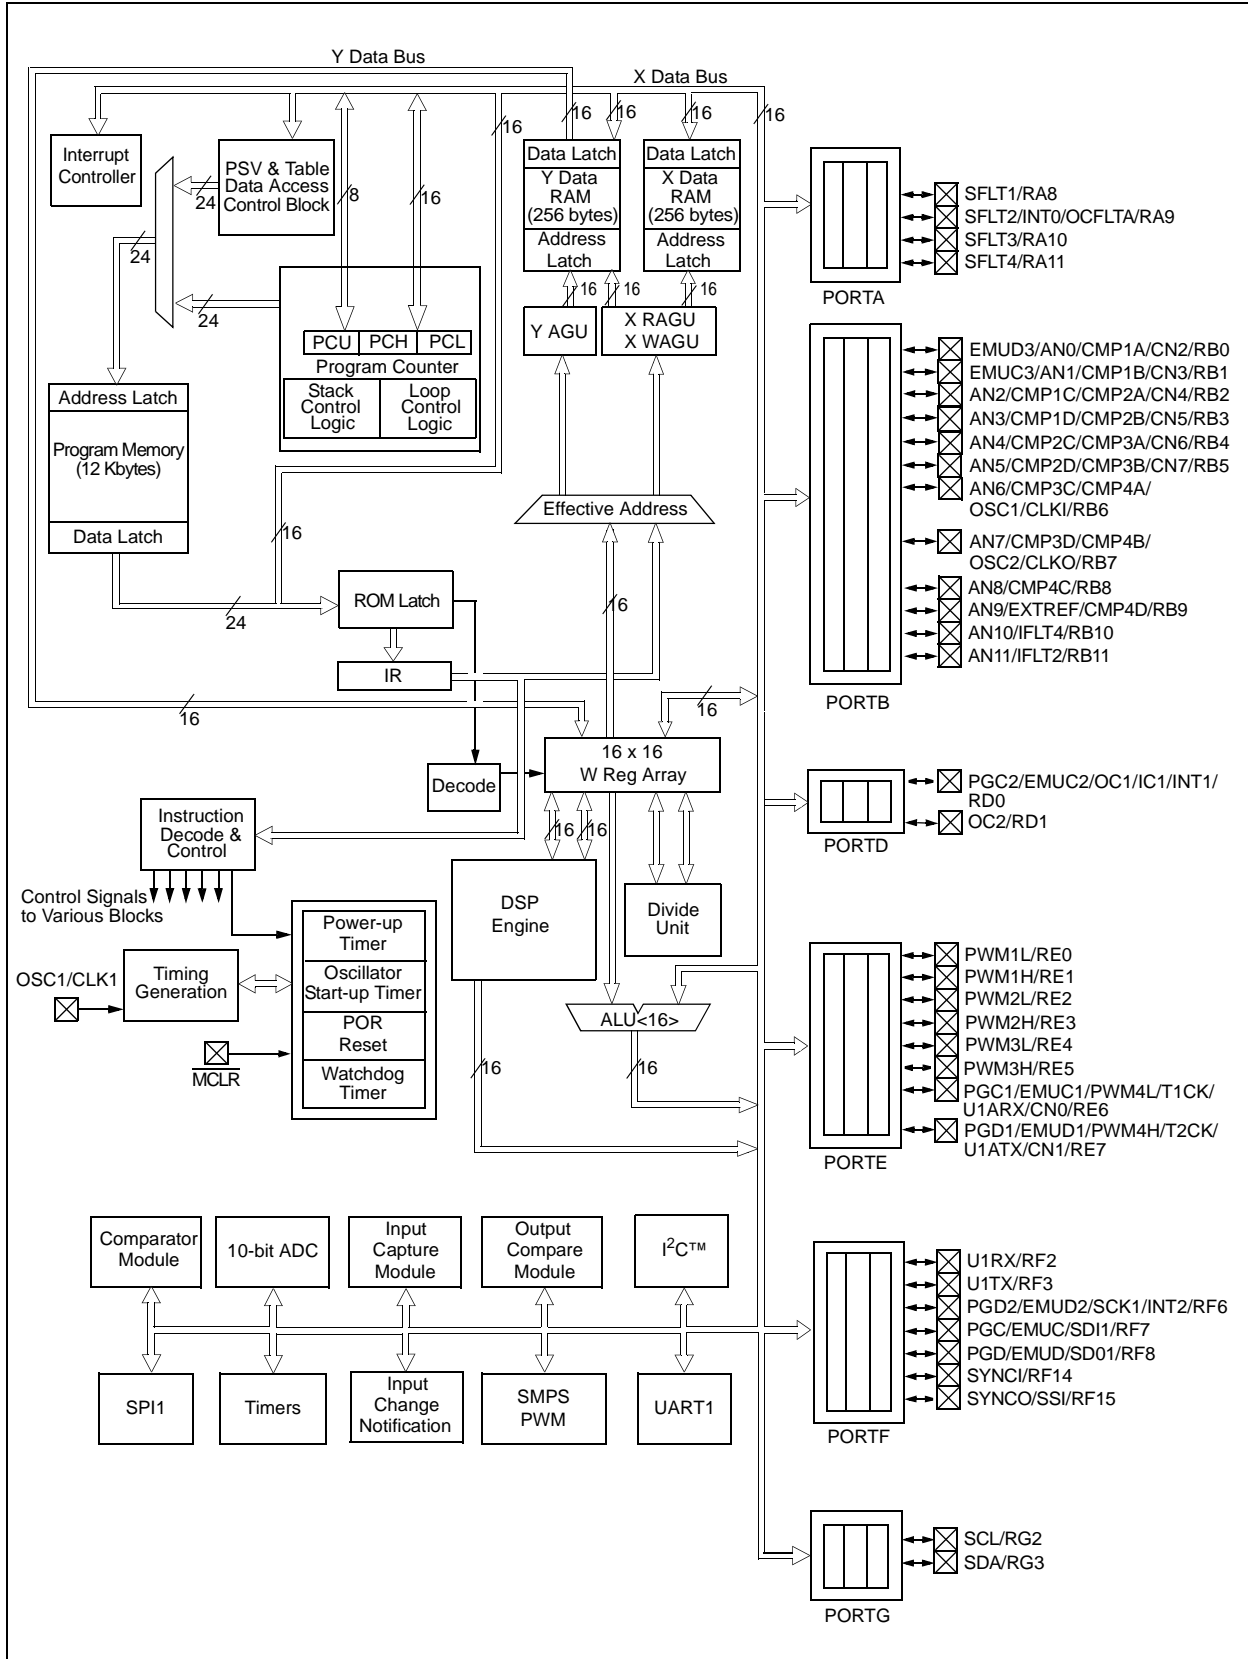 Y Data Bus
X Data Bus
16
16
16
16
16
Interrupt
Controller
PSV & Table
Data Access
Control Block
24
24
8
16
Data Latch
Y Data
RAM
(256 bytes)
Address
Latch
Data Latch
X Data
RAM
(256 bytes)
Address
Latch
16
16
16
24
Y AGU
X RAGU
X WAGU
PCU
PCH
PCL
Program Counter
Stack
Control
Logic
Loop
Control
Logic
Address Latch
Program Memory
(12 Kbytes)
Data Latch
Effective Address
16
24
ROM Latch
16
IR
16
16
16 x 16
W Reg Array
Decode
Instruction
Decode &
Control
16
16
Control Signals
to Various Blocks
DSP
Engine
Divide
Unit
Power-up
Timer
Oscillator
Start-up Timer
POR
Reset
Watchdog
Timer
OSC1/CLK1
Timing
Generation
MCLR
ALU<16>
16
16
Comparator
Module
10-bit ADC
Input
Capture
Module
Output
Compare
Module
I2C™
SPI1
Timers
Input
Change
Notification
SMPS
PWM
UART1
SFLT1/RA8
SFLT2/INT0/OCFLTA/RA9
SFLT3/RA10
SFLT4/RA11
PORTA
EMUD3/AN0/CMP1A/CN2/RB0
EMUC3/AN1/CMP1B/CN3/RB1
AN2/CMP1C/CMP2A/CN4/RB2
AN3/CMP1D/CMP2B/CN5/RB3
AN4/CMP2C/CMP3A/CN6/RB4
AN5/CMP2D/CMP3B/CN7/RB5
AN6/CMP3C/CMP4A/
OSC1/CLKI/RB6
AN7/CMP3D/CMP4B/
OSC2/CLKO/RB7
AN8/CMP4C/RB8
AN9/EXTREF/CMP4D/RB9
AN10/IFLT4/RB10
AN11/IFLT2/RB11
PORTB
PGC2/EMUC2/OC1/IC1/INT1/
RD0
OC2/RD1
PORTD
PWM1L/RE0
PWM1H/RE1
PWM2L/RE2
PWM2H/RE3
PWM3L/RE4
PWM3H/RE5
PGC1/EMUC1/PWM4L/T1CK/
U1ARX/CN0/RE6
PGD1/EMUD1/PWM4H/T2CK/
U1ATX/CN1/RE7
PORTE
U1RX/RF2
U1TX/RF3
PGD2/EMUD2/SCK1/INT2/RF6
PGC/EMUC/SDI1/RF7
PGD/EMUD/SD01/RF8
SYNCI/RF14
SYNCO/SSI/RF15
PORTF
SCL/RG2
SDA/RG3
PORTG